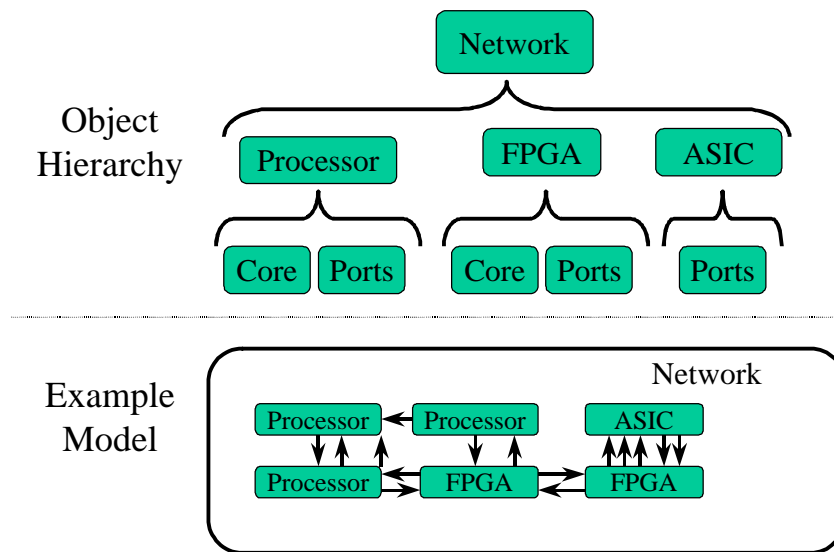 Network
Object
Hierarchy
Processor
FPGA
ASIC
Core
Ports
Core
Ports
Ports
Example
Model
Network
Processor
Processor
ASIC
Processor
FPGA
FPGA